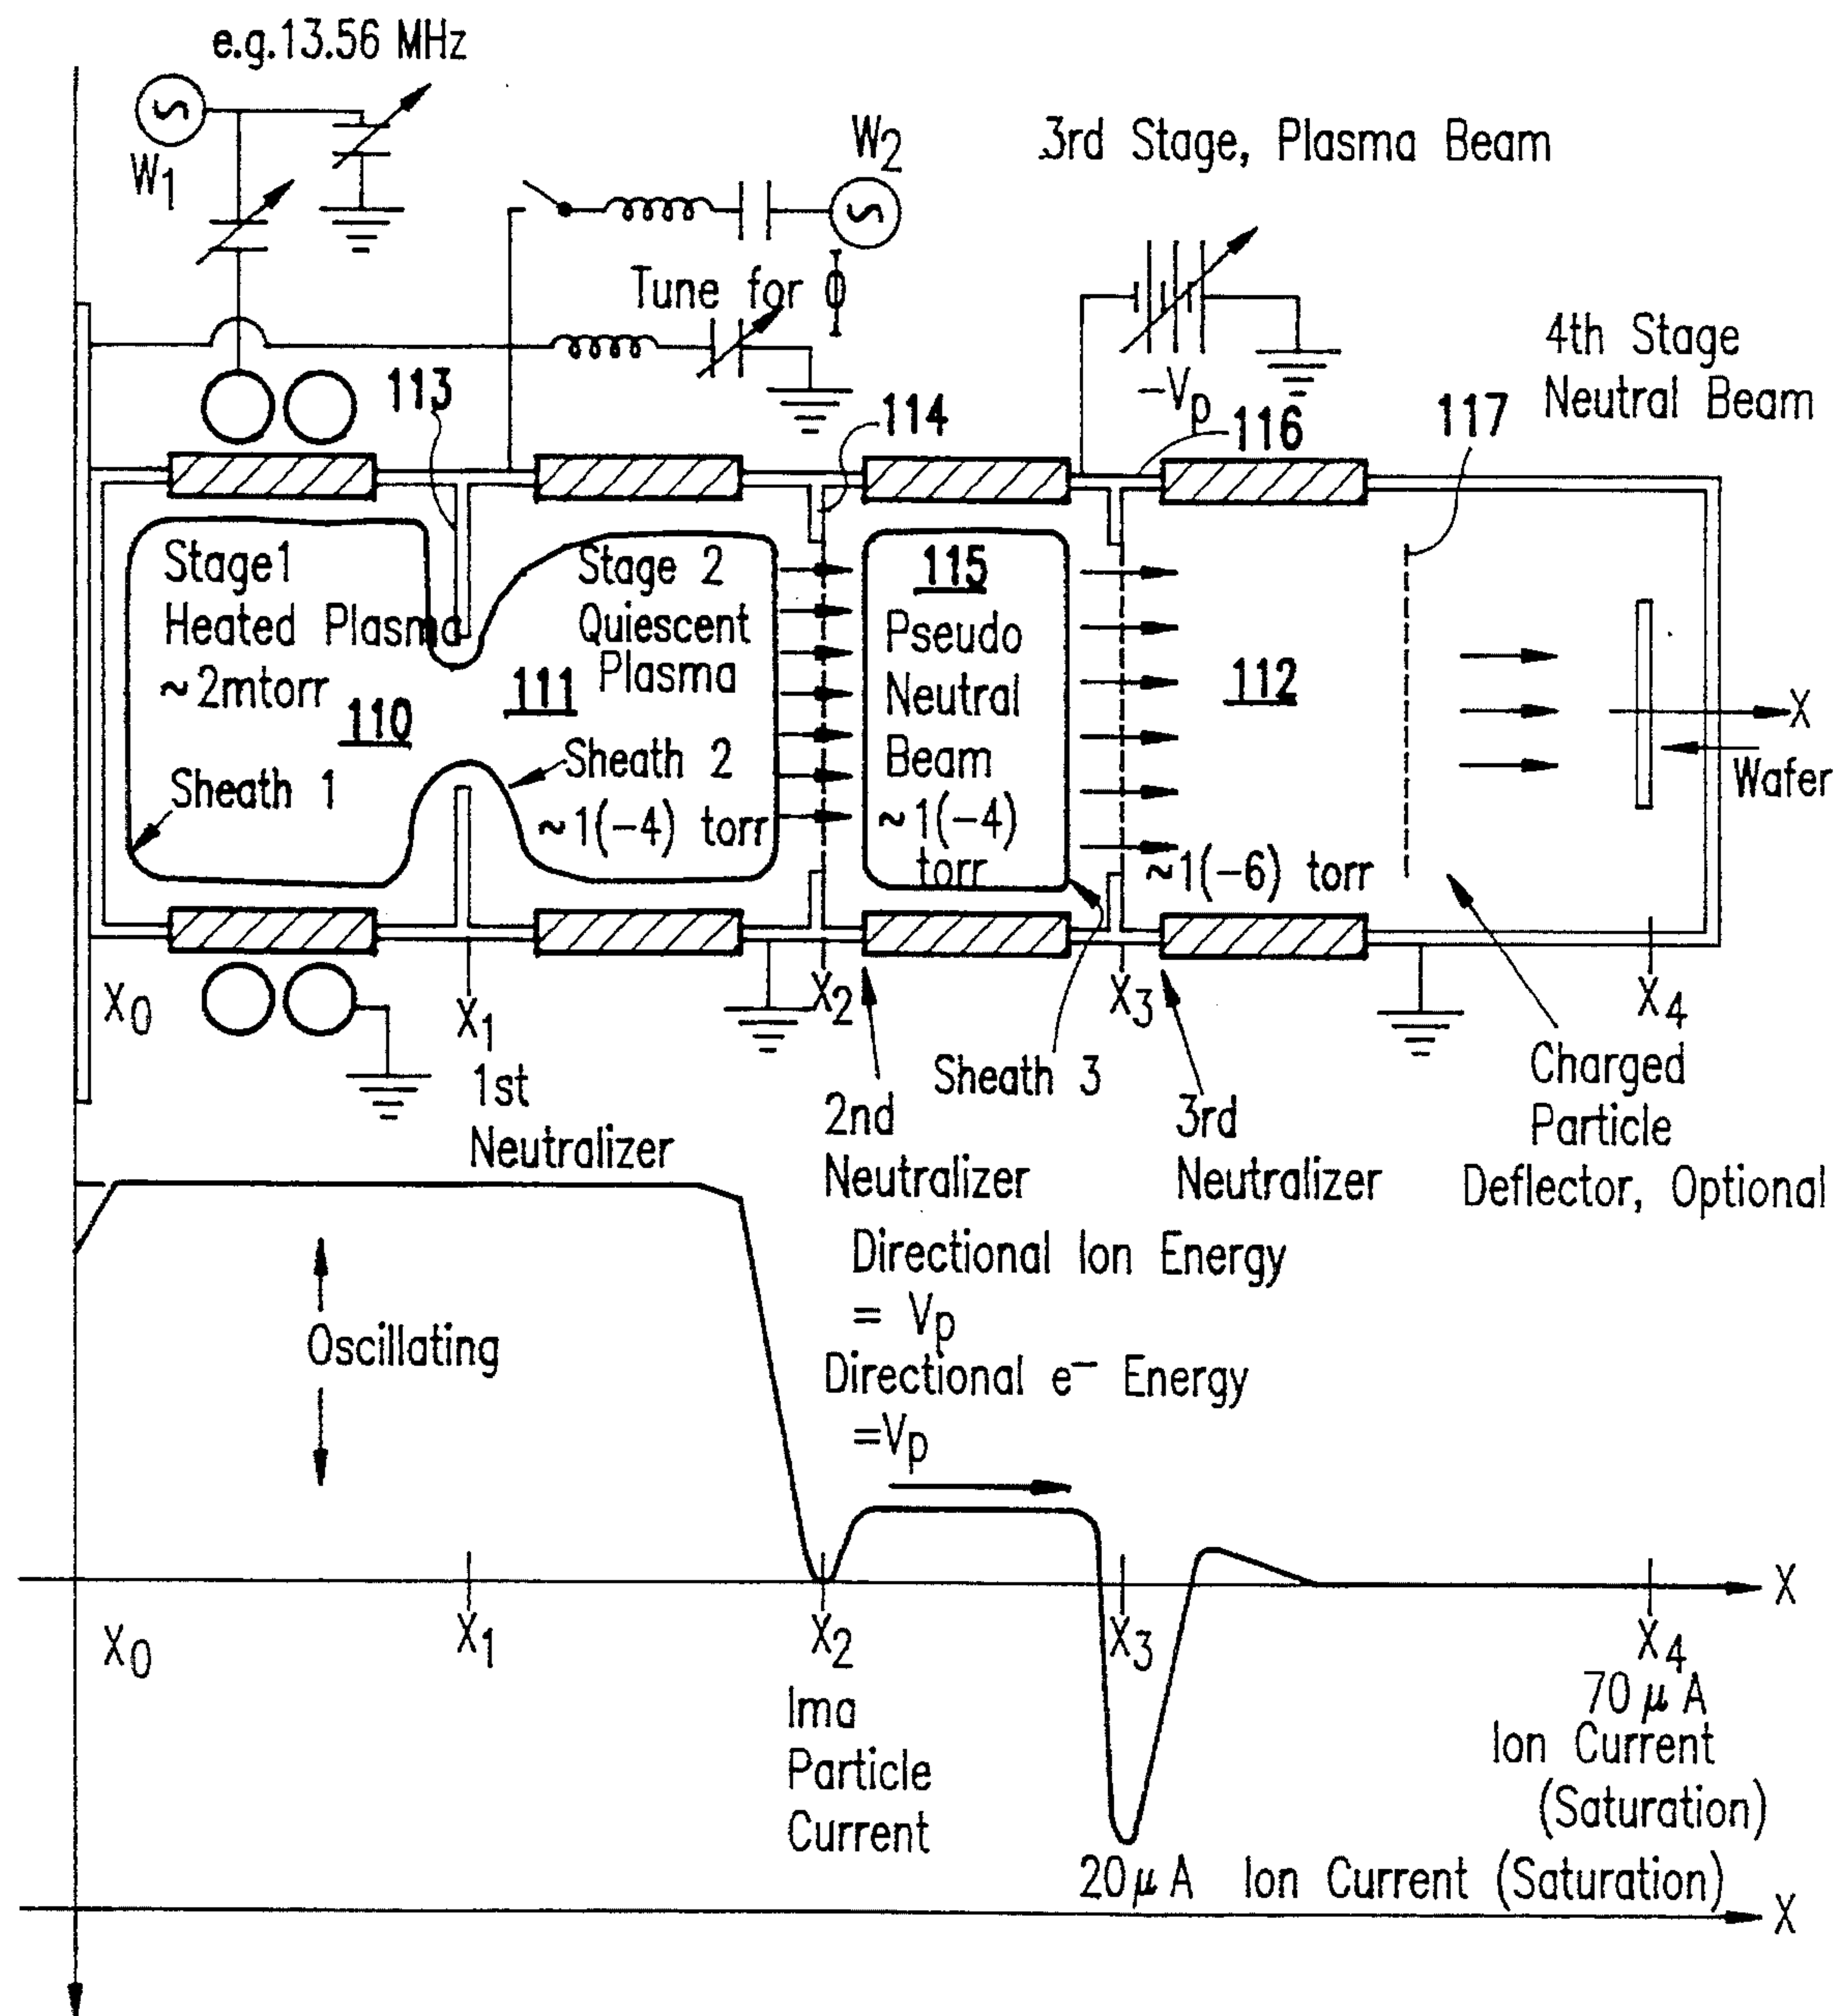 e.g.13.56 MHz
W1
W2
3rd Stage, Plasma Beam
Tune for Φ
-Vp
4th Stage
Neutral Beam
113
114
116
117
Stage1
Heated Plasma
~2mtorr
110
Sheath 1
111
Stage 2
Quiescent
Plasma
Sheath 2
~1(-4) torr
115
Pseudo
Neutral
Beam
~1(-4)
torr
112
~1(-6) torr
X
Wafer
X0
X1
X2
X3
X4
1st
Neutralizer
2nd
Neutralizer
Sheath 3
3rd
Neutralizer
Charged
Particle
Deflector, Optional
Directional Ion Energy
= Vp
Directional e− Energy
=Vp
Oscillating
X
X0
X1
X2
X3
X4
Ima
Particle
Current
70 μ A
Ion Current
(Saturation)
20 μ A Ion Current (Saturation)
X